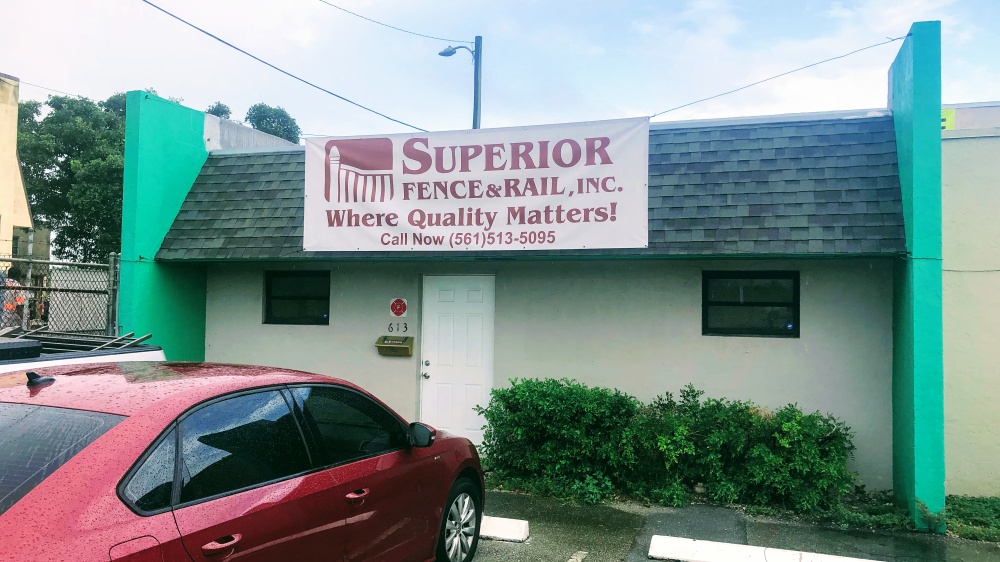 SUPERIOR
FENCE & RAIL, INC.
Where Quality Matters!
Call Now (561)513-5095
613